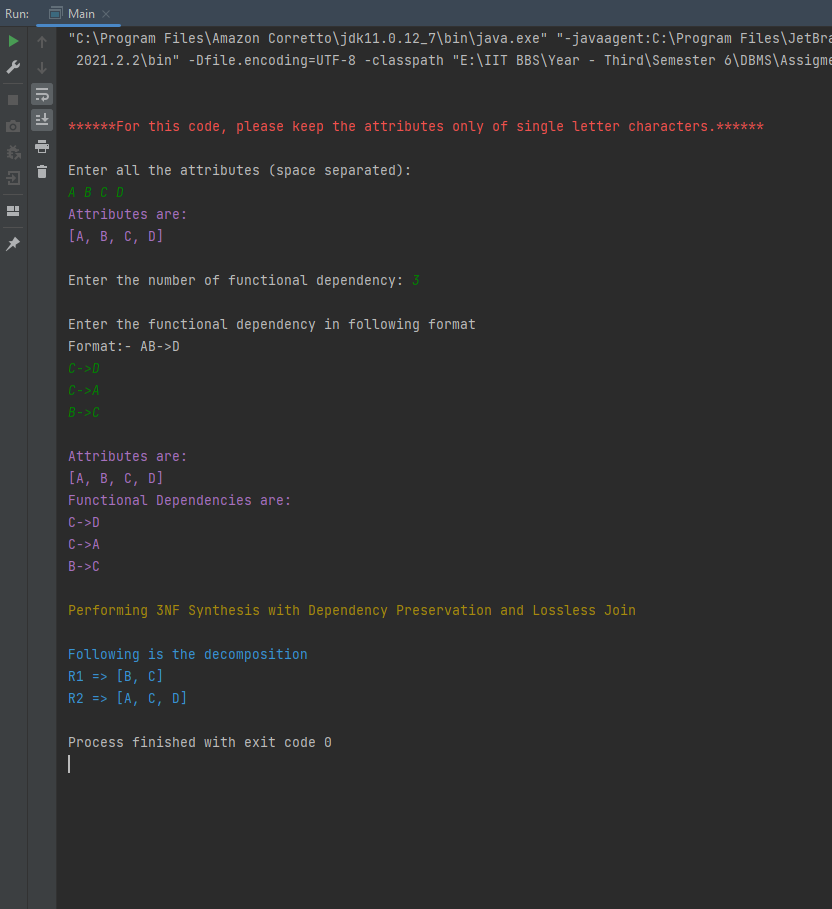 Run: Main
"C:\Program Files\Amazon Corretto\jdk11.0.12_7\bin\java.exe" "-javaagent:C:\Program Files\JetBra
2021.2.2\bin" -Dfile.encoding=UTF-8 -classpath "E:\IIT BBS\Year - Third\Semester 6\DBMS\Assigme
******For this code, please keep the attributes only of single letter characters.******
Enter all the attributes (space separated):
A B C D
Attributes are:
[A, B, C, D]
Enter the number of functional dependency: 3
Enter the functional dependency in following format
Format:- AB->D
C->D
C->A
B->C
Attributes are:
[A, B, C, D]
Functional Dependencies are:
C->D
C->A
B->C
Performing 3NF Synthesis with Dependency Preservation and Lossless Join
Following is the decomposition
R1 => [B, C]
R2 => [A, C, D]
Process finished with exit code 0